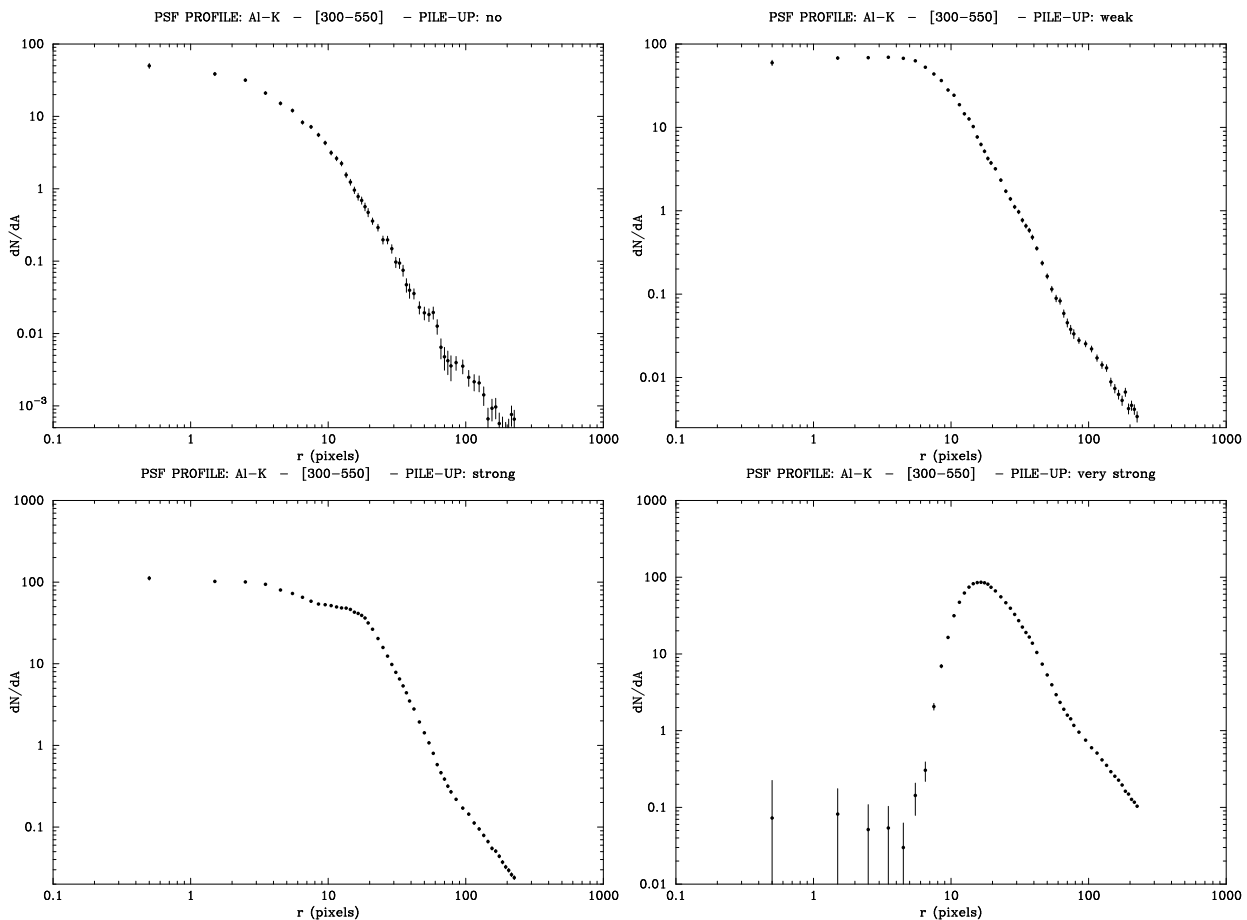 PSF PROFILE: Al-K - [300-550] - PILE-UP: no
100
10
1
0.1
0.01
10⁻³
dN/dA
0.1 1 10 100 1000
r (pixels)
PSF PROFILE: Al-K - [300-550] - PILE-UP: weak
100
10
1
0.1
0.01
dN/dA
0.1 1 10 100 1000
r (pixels)
PSF PROFILE: Al-K - [300-550] - PILE-UP: strong
1000
100
10
1
0.1
dN/dA
0.1 1 10 100 1000
r (pixels)
PSF PROFILE: Al-K - [300-550] - PILE-UP: very strong
1000
100
10
1
0.1
0.01
dN/dA
0.1 1 10 100 1000
r (pixels)